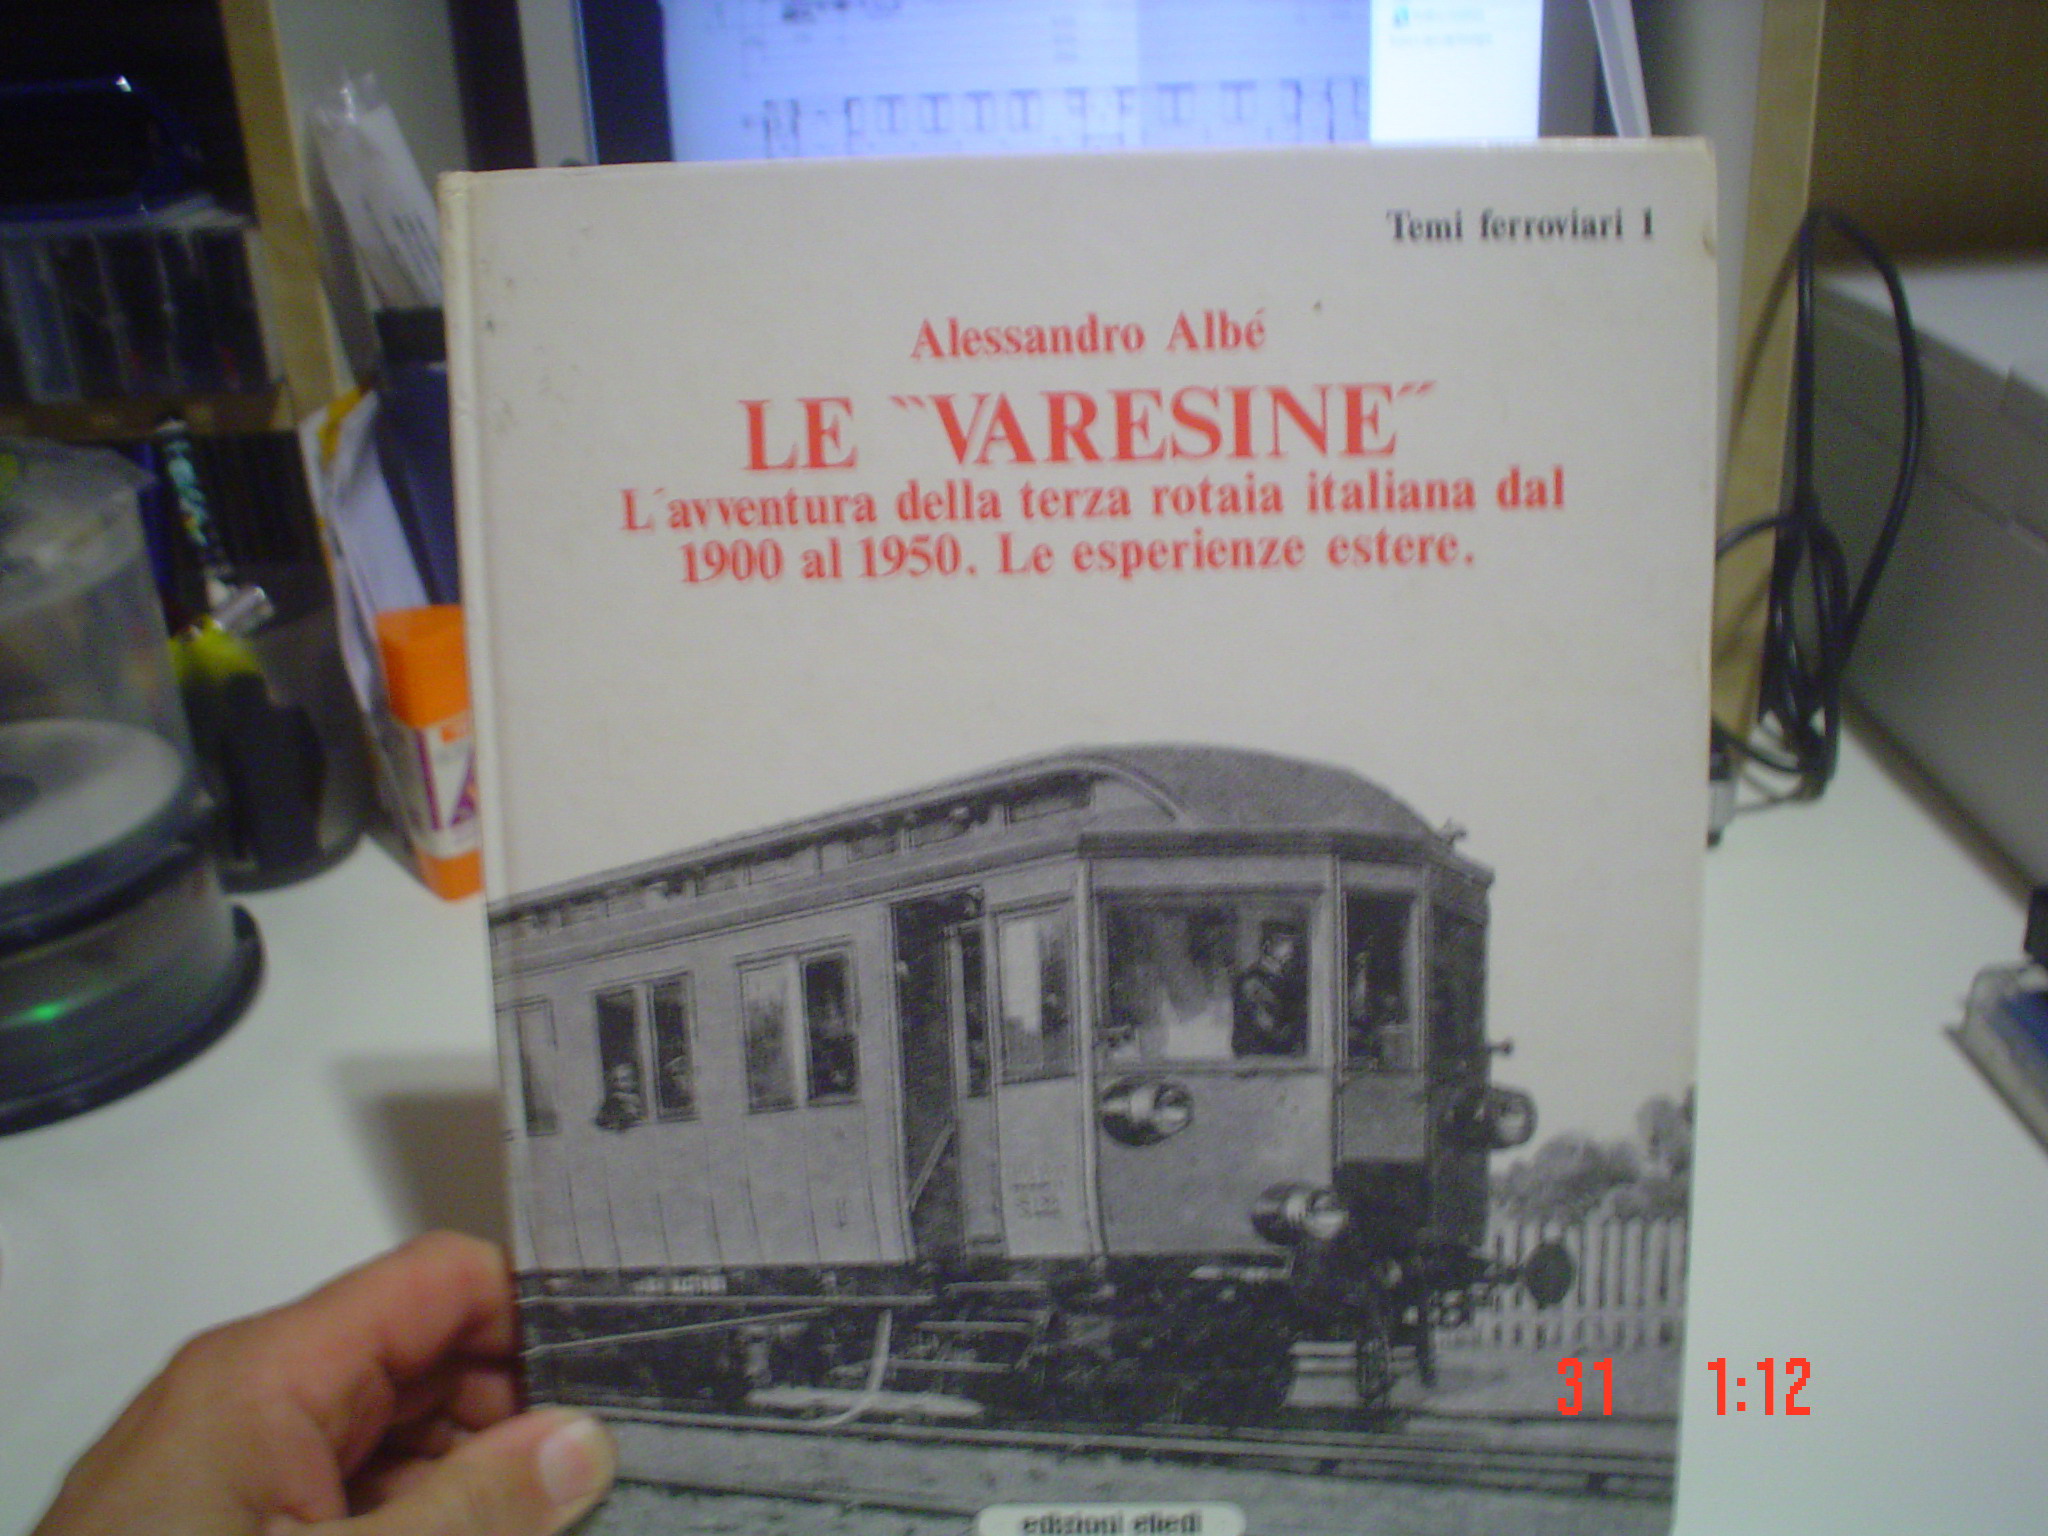 Temi ferroviari 1
Alessandro Albé
LE "VARESINE"
L'avventura della terza rotaia italiana dal
1900 al 1950. Le esperienze estere.
31 1:12
edizioni